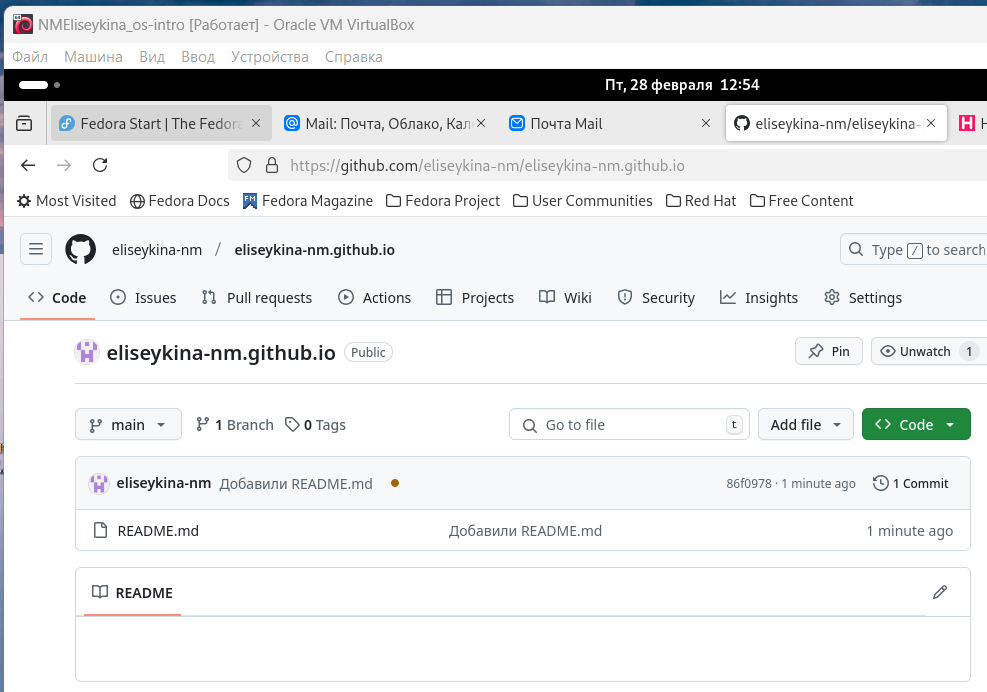 NMEliseykina_os-intro [Работает] - Oracle VM VirtualBox
Файл Машина Вид Ввод Устройства Справка
Пт, 28 февраля 12:54
Fedora Start | The Fedora Mail: Почта, Облако, Кал Почта Mail eliseykina-nm/eliseykina- H
https://github.com/eliseykina-nm/eliseykina-nm.github.io
Most Visited Fedora Docs Fedora Magazine Fedora Project User Communities Red Hat Free Content
eliseykina-nm / eliseykina-nm.github.io Type / to search
Code Issues Pull requests Actions Projects Wiki Security Insights Settings
eliseykina-nm.github.io Public Pin Unwatch 1
main 1 Branch 0 Tags Go to file t Add file Code
eliseykina-nm Добавили README.md 86f0978 · 1 minute ago 1 Commit
README.md Добавили README.md 1 minute ago
README